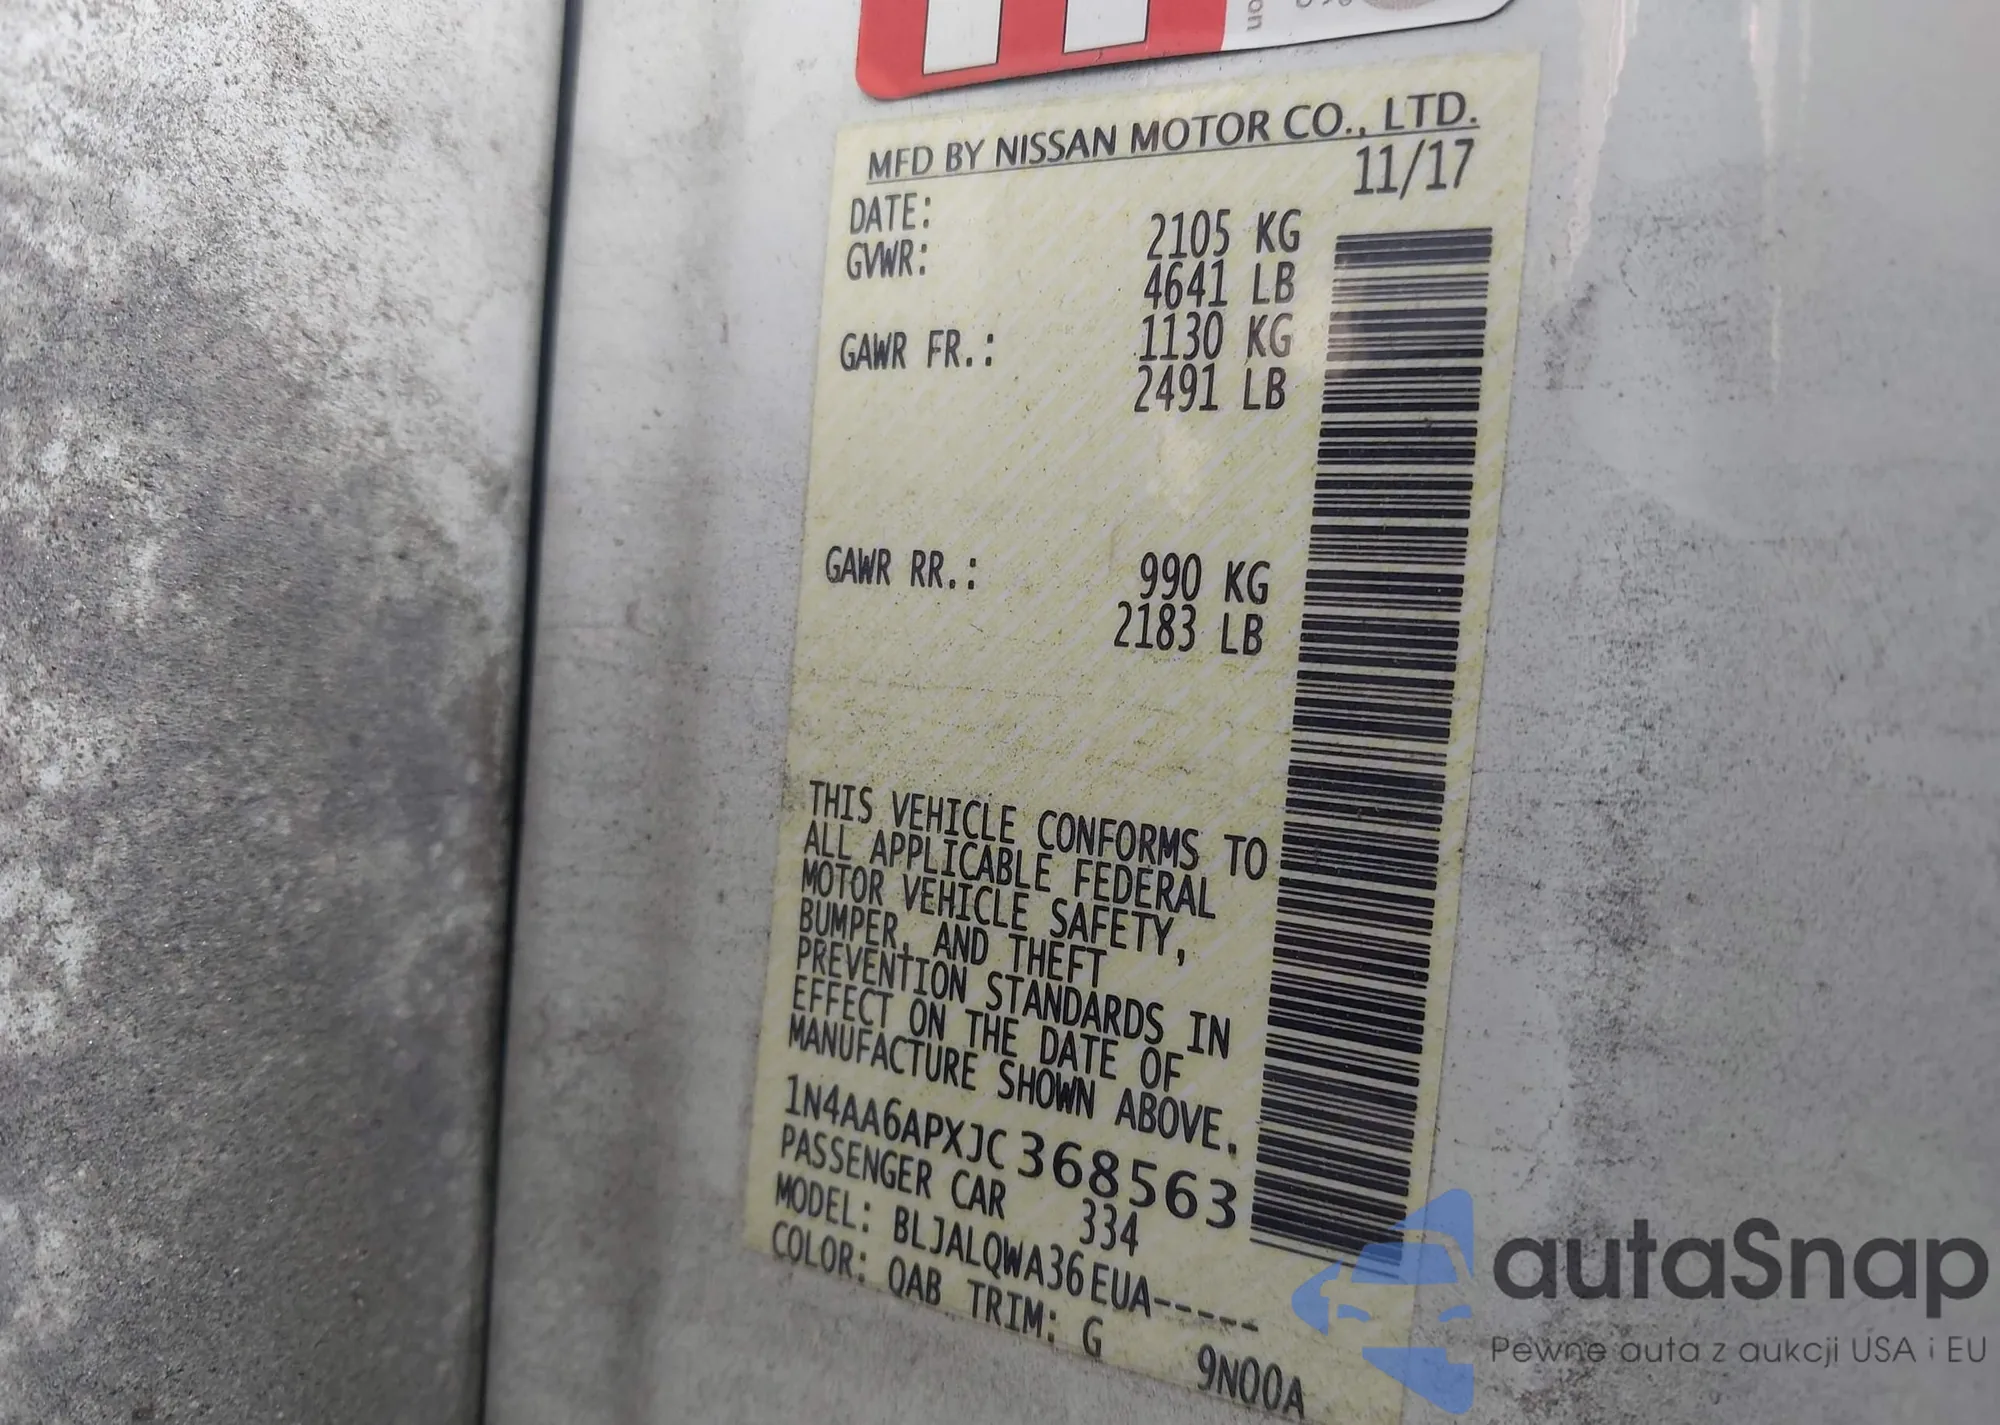 MFD BY NISSAN MOTOR CO., LTD.
DATE: 11/17
GVWR: 2105 KG
4641 LB
GAWR FR.: 1130 KG
2491 LB
GAWR RR.: 990 KG
2183 LB
THIS VEHICLE CONFORMS TO
ALL APPLICABLE FEDERAL
MOTOR VEHICLE SAFETY,
BUMPER, AND THEFT
PREVENTION STANDARDS IN
EFFECT ON THE DATE OF
MANUFACTURE SHOWN ABOVE.
1N4AA6APXJC368563
PASSENGER CAR 334
MODEL: BLJALQWA36EUA-----
COLOR: QAB TRIM: G 9N00A
autaSnap
Pewne auta z aukcji USA i EU